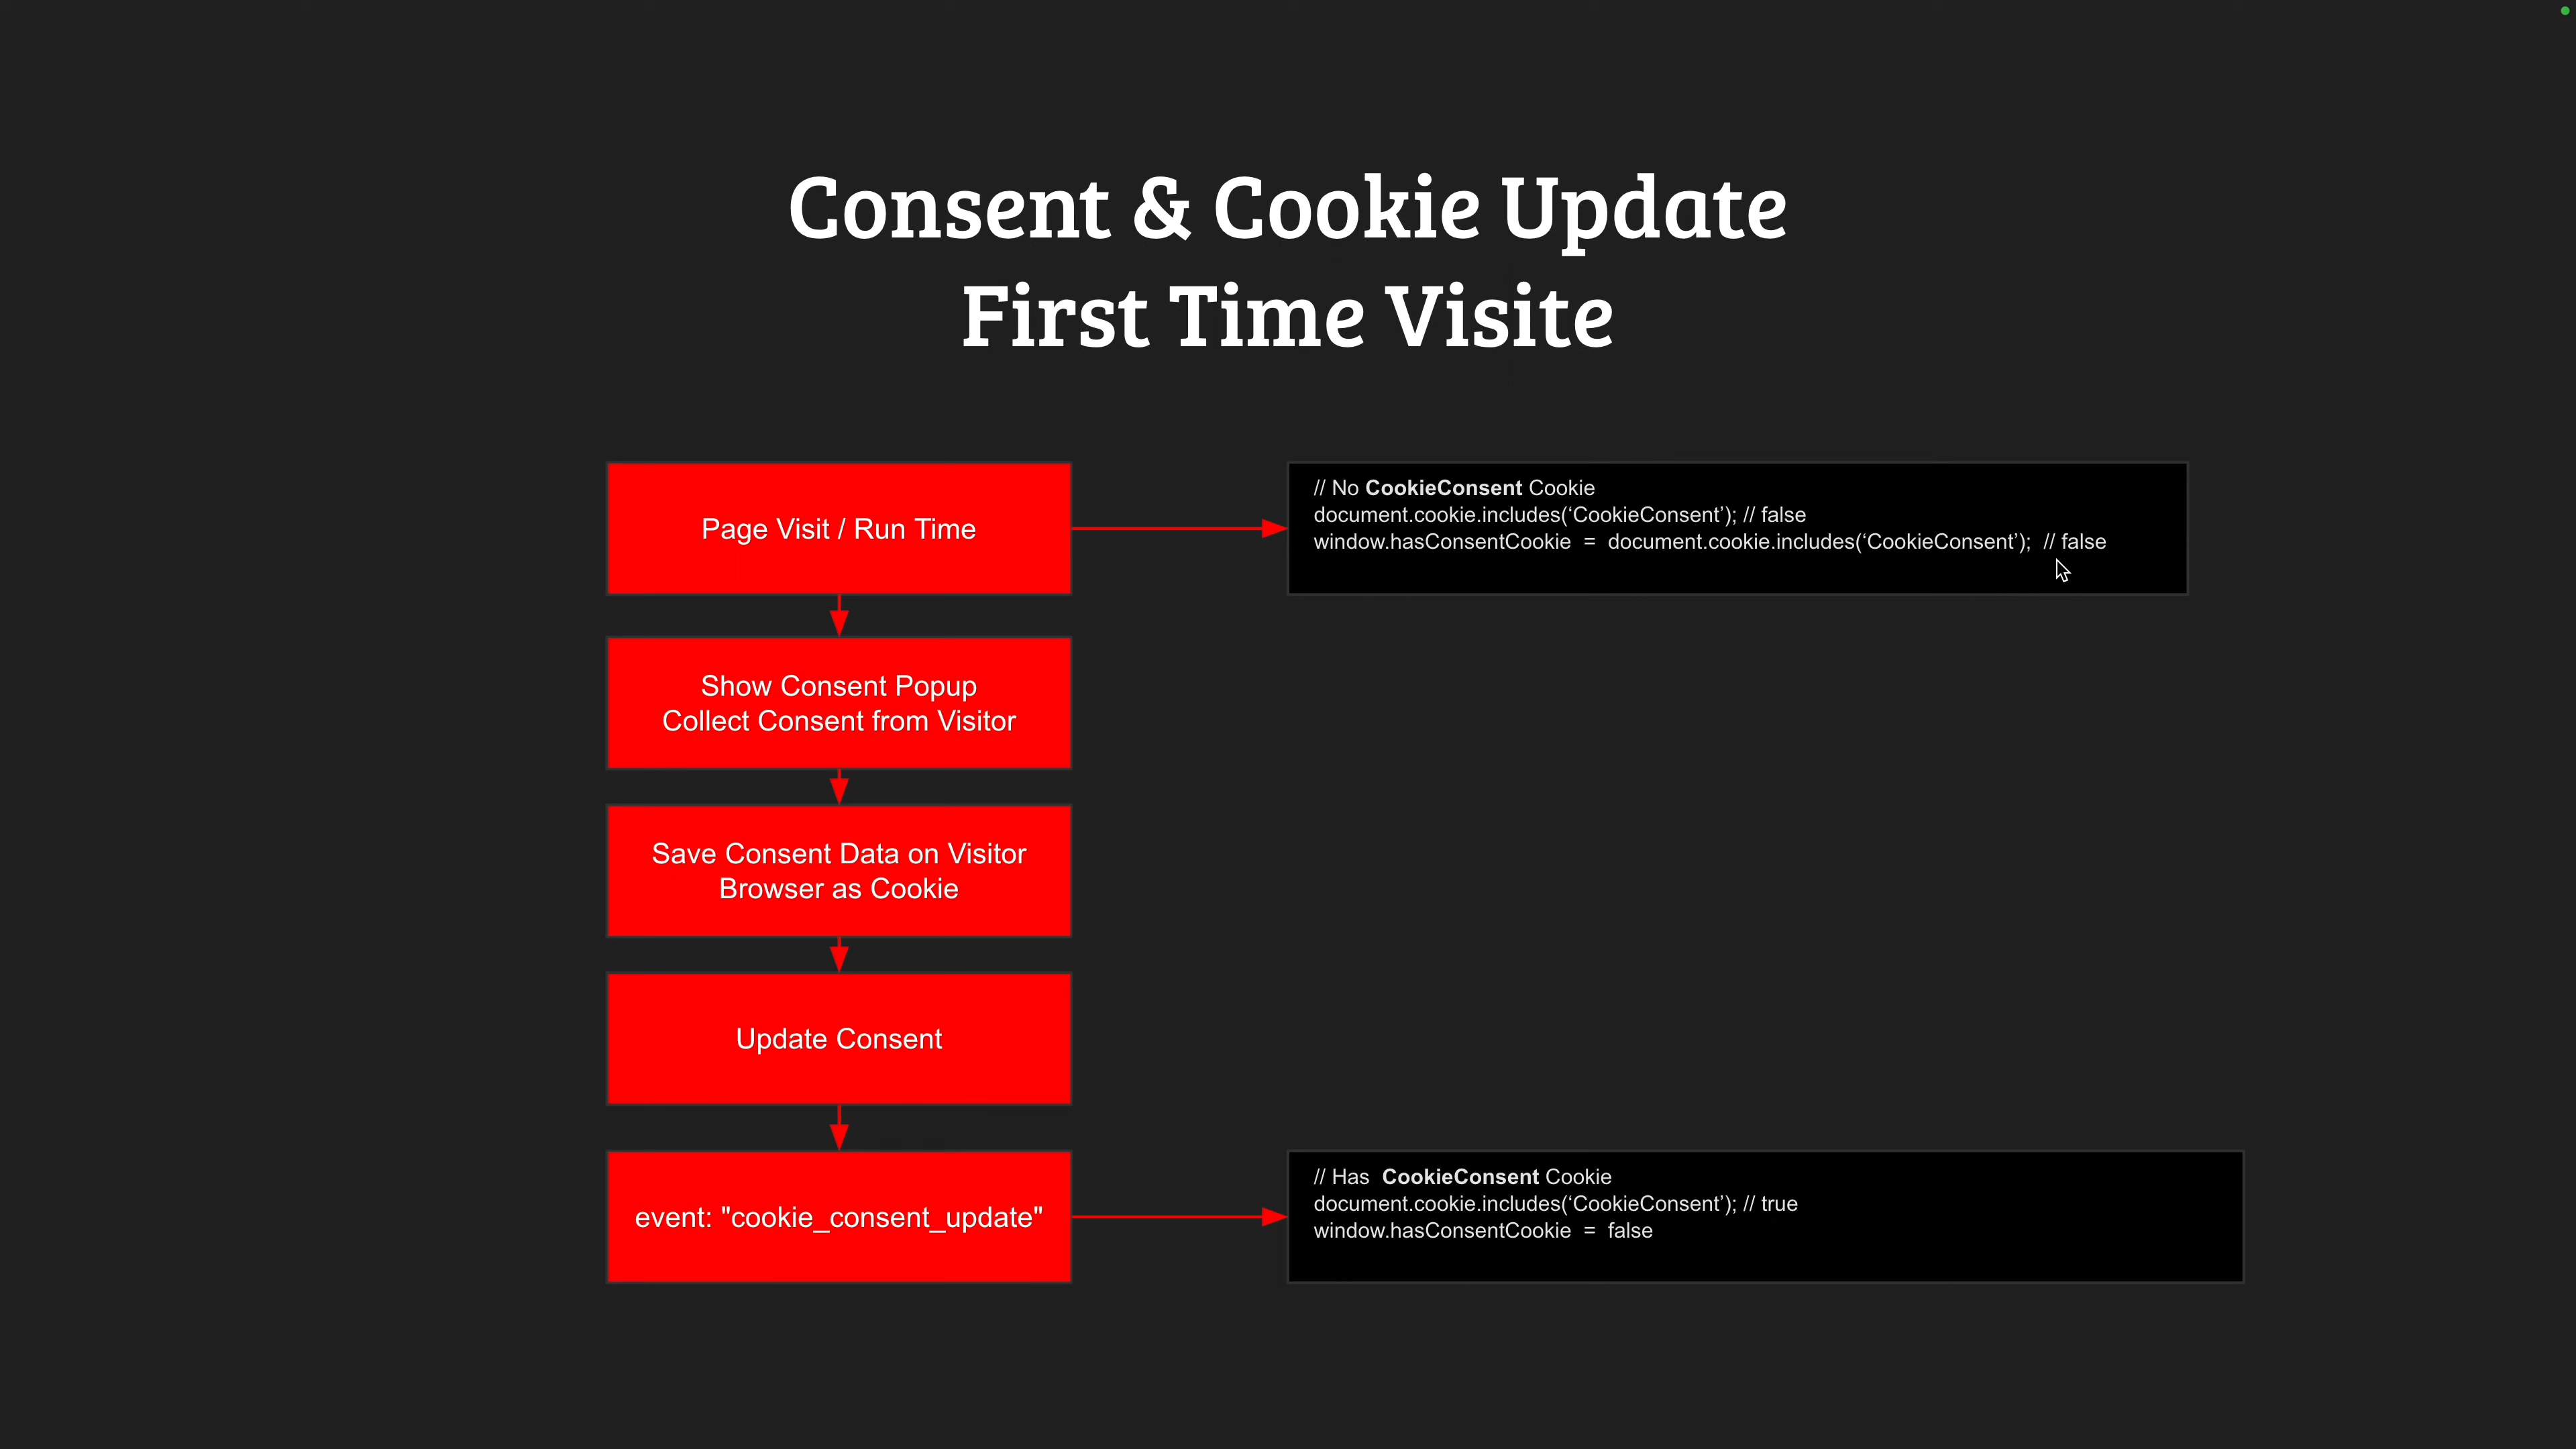 Consent & Cookie Update
First Time Visite
Page Visit / Run Time
// No CookieConsent Cookie
document.cookie.includes(‘CookieConsent’); // false
window.hasConsentCookie = document.cookie.includes(‘CookieConsent’); // false
Show Consent Popup
Collect Consent from Visitor
Save Consent Data on Visitor
Browser as Cookie
Update Consent
event: "cookie_consent_update"
// Has CookieConsent Cookie
document.cookie.includes(‘CookieConsent’); // true
window.hasConsentCookie = false